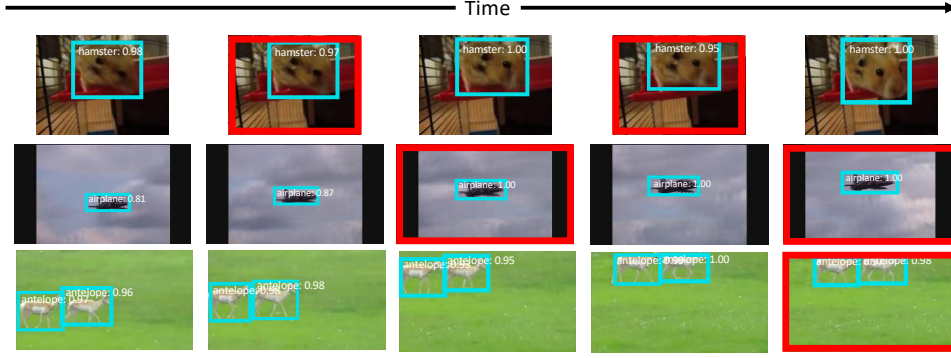 Time
hamster: 0.98
hamster: 0.97
hamster: 1.00
hamster: 0.95
hamster: 1.00
airplane: 0.81
airplane: 0.87
airplane: 1.00
airplane: 1.00
airplane: 1.00
antelope: 0.97
antelope: 0.96
antelope: 0.98
antelope: 0.98
antelope: 0.93
antelope: 0.95
antelope:
1.00
antelope:
0.98